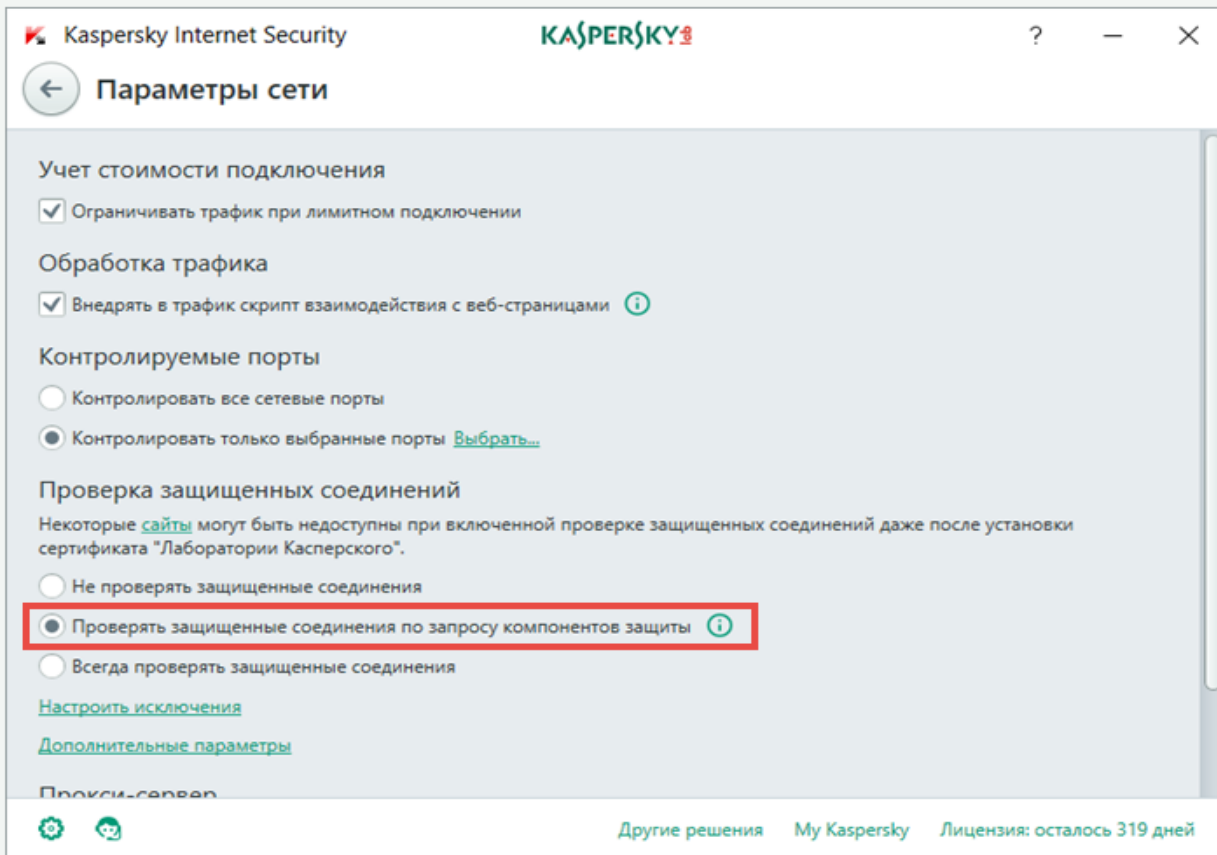 Kaspersky Internet Security
KASPERSKY lab
?
Параметры сети
Учет стоимости подключения
Ограничивать трафик при лимитном подключении
Обработка трафика
Внедрять в трафик скрипт взаимодействия с веб-страницами
Контролируемые порты
Контролировать все сетевые порты
Контролировать только выбранные порты Выбрать...
Проверка защищенных соединений
Некоторые сайты могут быть недоступны при включенной проверке защищенных соединений даже после установки
сертификата "Лаборатории Касперского".
Не проверять защищенные соединения
Проверять защищенные соединения по запросу компонентов защиты
Всегда проверять защищенные соединения
Настроить исключения
Дополнительные параметры
Прокси-сервер
Другие решения My Kaspersky Лицензия: осталось 319 дней